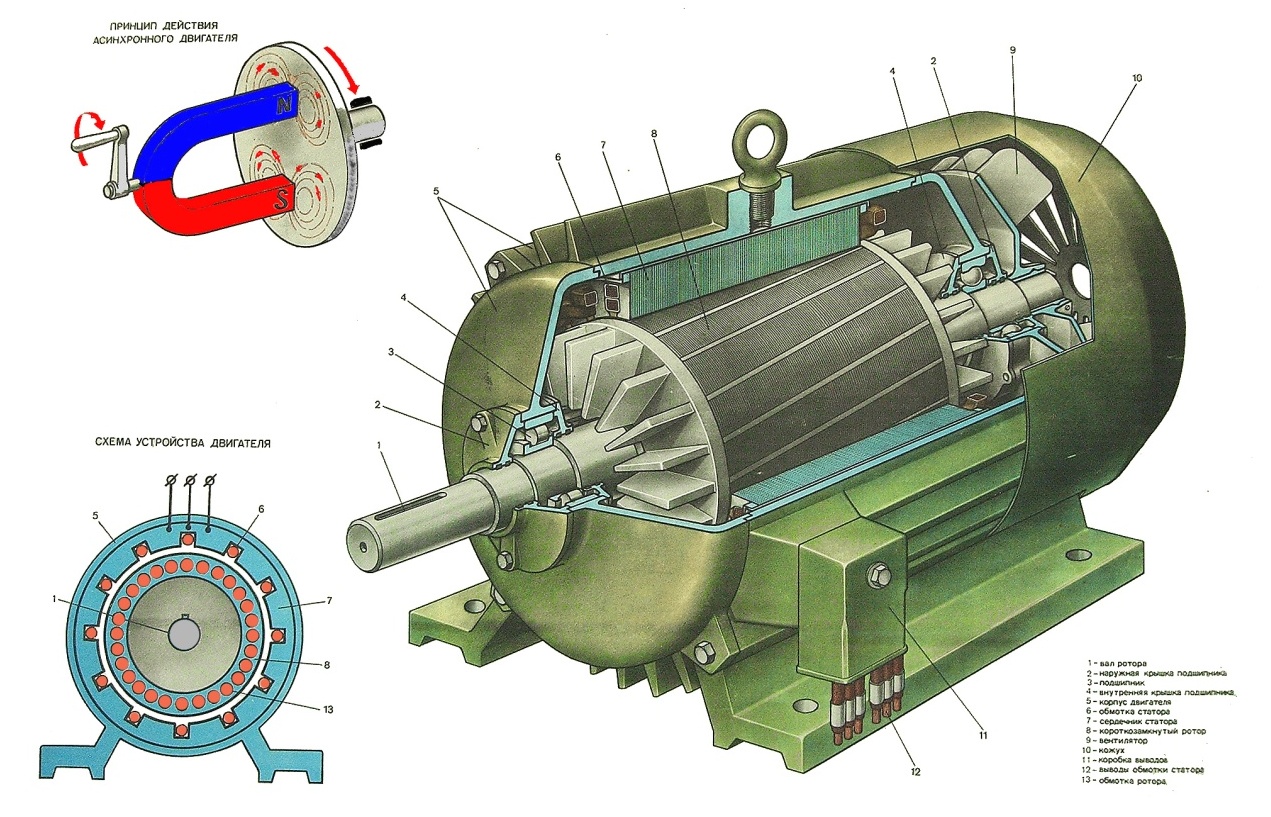 ПРИНЦИП ДЕЙСТВИЯ
АСИНХРОННОГО ДВИГАТЕЛЯ
N
S
5
6
7
8
4
2
9
10
4
3
2
1
11
12
СХЕМА УСТРОЙСТВА ДВИГАТЕЛЯ
5
6
1
7
8
13
1 - вал ротора
2 - наружная крышка подшипника
3 - подшипник
4 - внутренняя крышка подшипника
5 - корпус двигателя
6 - обмотка статора
7 - сердечник статора
8 - короткозамкнутый ротор
9 - вентилятор
10 - кожух
11 - коробка выводов
12 - выводы обмотки статора
13 - обмотка ротора